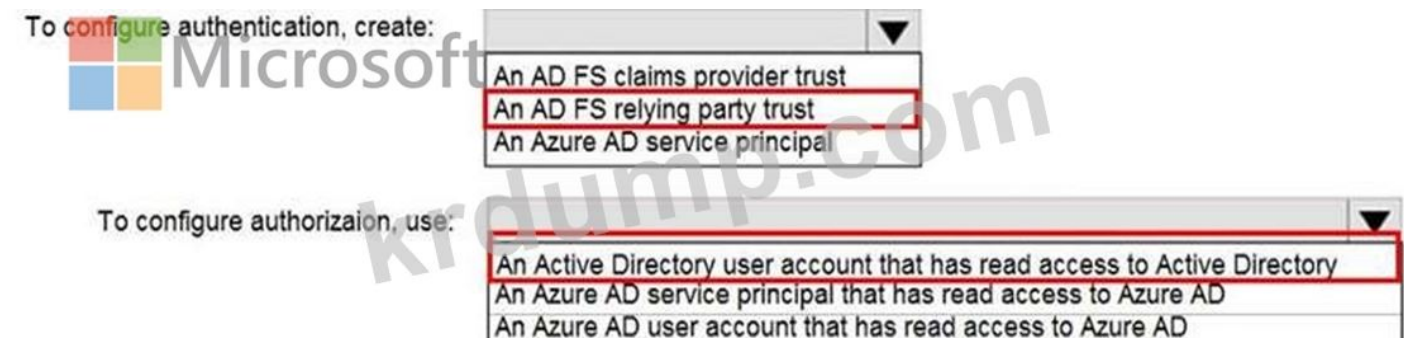 To configure authentication, create:
Microsoft
An AD FS claims provider trust
An AD FS relying party trust
An Azure AD service principal
krdump.com
To configure authorizaion, use:
An Active Directory user account that has read access to Active Directory
An Azure AD service principal that has read access to Azure AD
An Azure AD user account that has read access to Azure AD